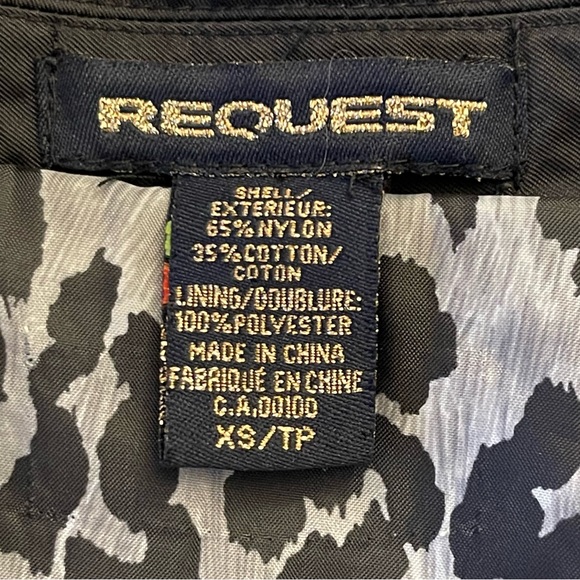 REQUEST
SHELL/
EXTERIEUR:
65% NYLON
35% COTTON/
COTON
LINING/DOUBLURE:
100% POLYESTER
MADE IN CHINA
FABRIQUÉ EN CHINE
C.A.00100
XS/TP